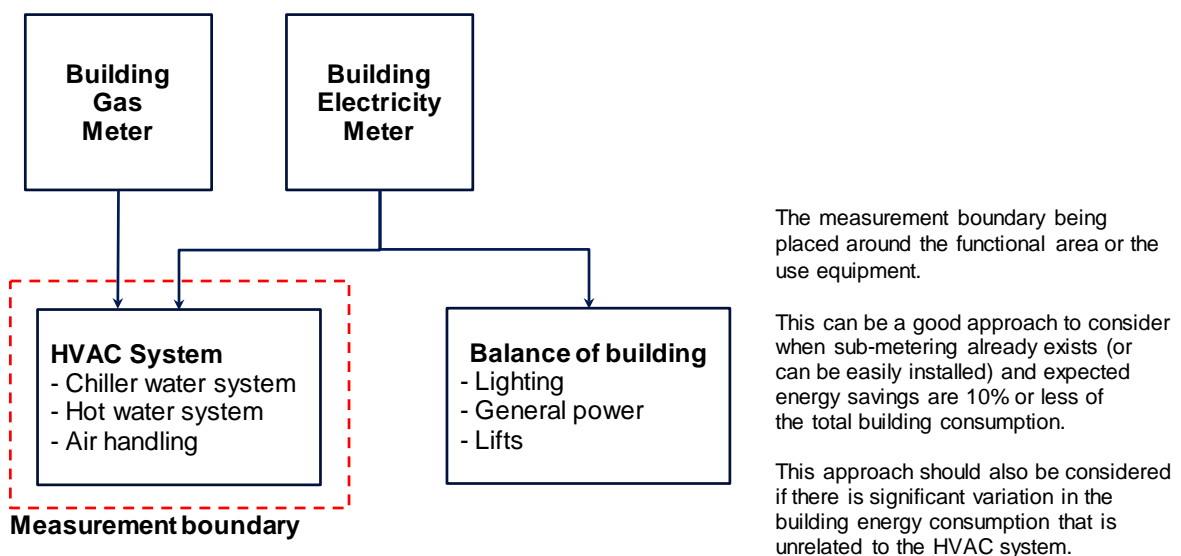 Building
Gas
Meter
Building
Electricity
Meter
HVAC System
- Chiller water system
- Hot water system
- Air handling
Balance of building
- Lighting
- General power
- Lifts
Measurement boundary
The measurement boundary being
placed around the functional area or the
use equipment.
This can be a good approach to consider
when sub-metering already exists (or
can be easily installed) and expected
energy savings are 10% or less of
the total building consumption.
This approach should also be considered
if there is significant variation in the
building energy consumption that is
unrelated to the HVAC system.